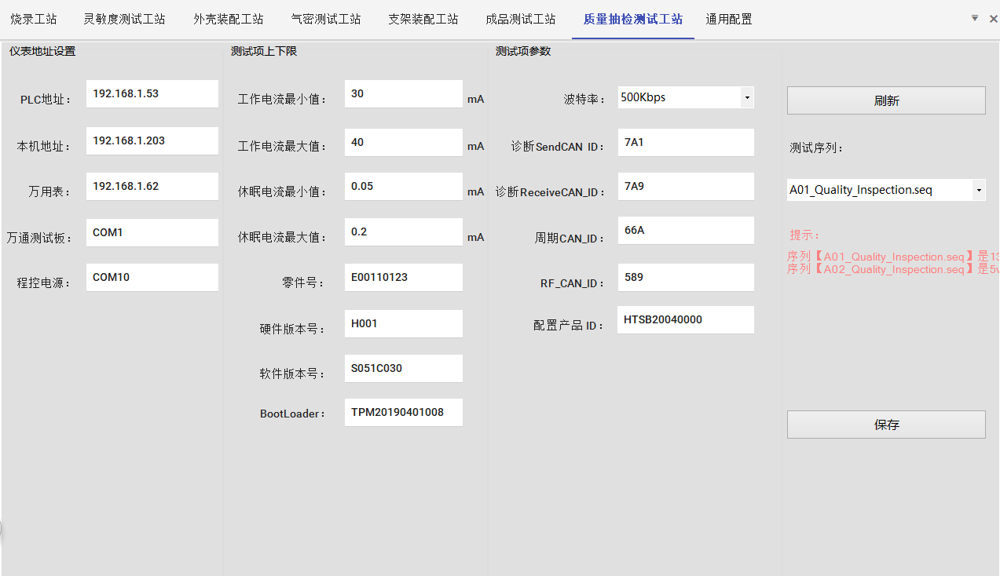 烧录工站 灵敏度测试工站 外壳装配工站 气密测试工站 支架装配工站 成品测试工站 质量抽检测试工站 通用配置
仪表地址设置
PLC地址： 192.168.1.53
本机地址： 192.168.1.203
万用表： 192.168.1.62
万通测试板： COM1
程控电源： COM10
测试项上下限
工作电流最小值： 30 mA
工作电流最大值： 40 mA
休眠电流最小值： 0.05 mA
休眠电流最大值： 0.2 mA
零件号： E00110123
硬件版本号： H001
软件版本号： S051C030
BootLoader： TPM20190401008
测试项参数
波特率： 500Kbps
诊断SendCAN ID： 7A1
诊断ReceiveCAN_ID： 7A9
周期CAN_ID： 66A
RF_CAN_ID： 589
配置产品 ID： HTSB20040000
刷新
测试序列：
A01_Quality_Inspection.seq
提示：
序列【A01_Quality_Inspection.seq】是13
序列【A02_Quality_Inspection.seq】是5v
保存